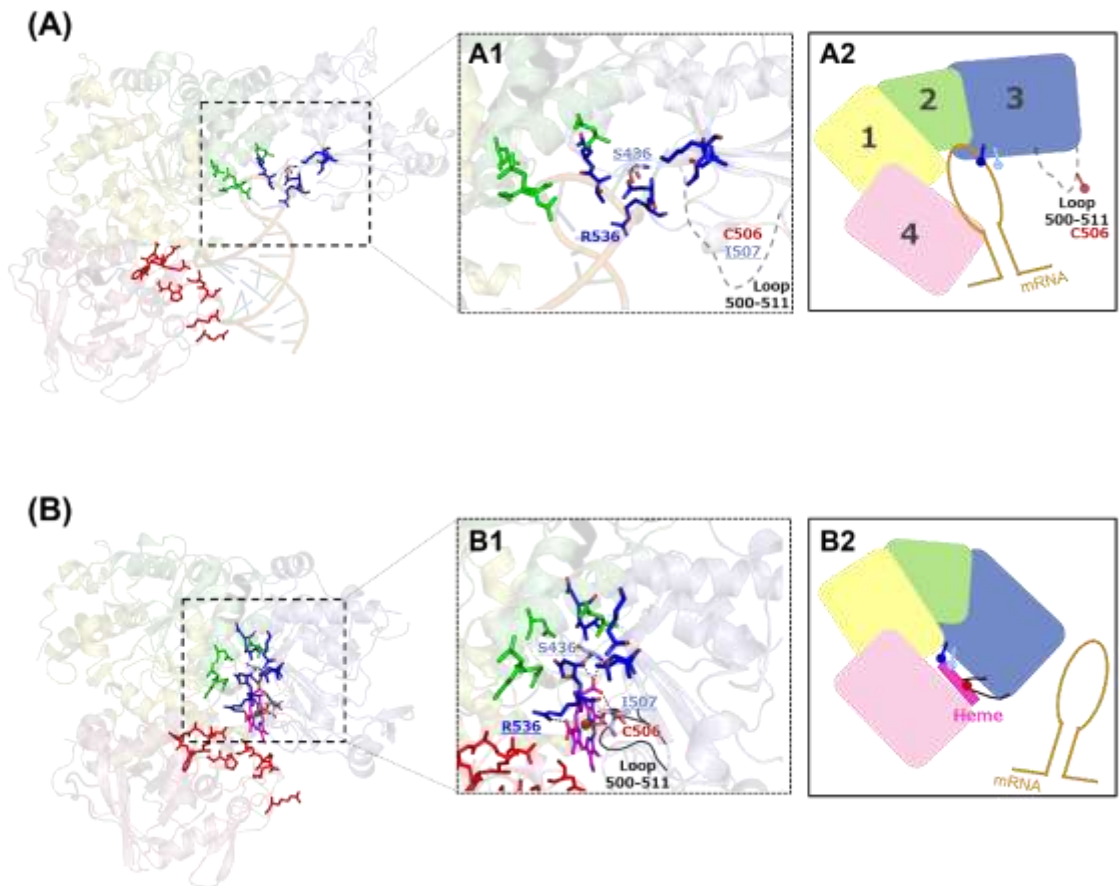 (A)
A1
S436
R536
C506
I507
Loop
500-511
A2
1
2
3
4
Loop
500-511
C506
mRNA
(B)
B1
S436
I507
R536
C506
Loop
500-511
B2
Heme
mRNA